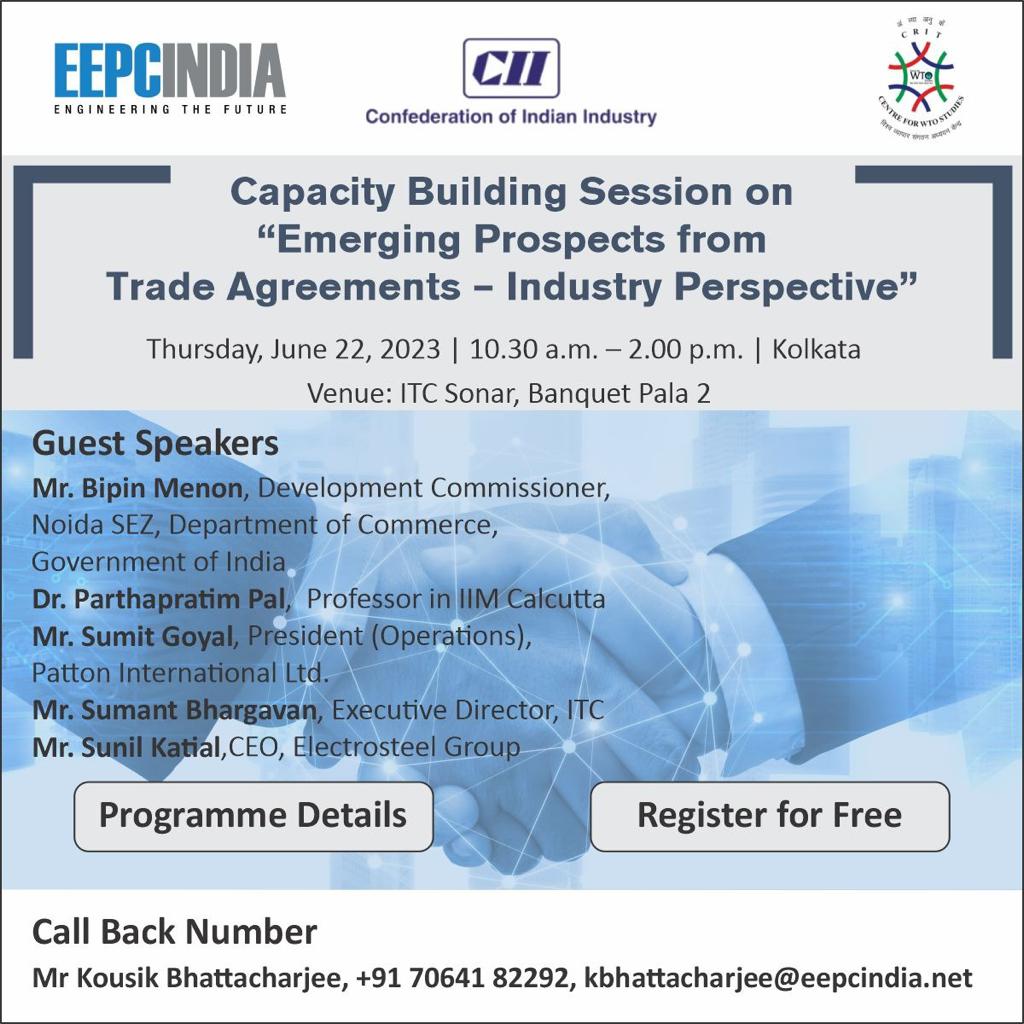 EEPCINDIA
ENGINEERING THE FUTURE
CII
Confederation of Indian Industry
अं व्या अनु के
CRIT
WTO
CENTRE FOR WTO STUDIES
विश्व व्यापार संगठन अध्ययन केन्द्र
Capacity Building Session on
“Emerging Prospects from
Trade Agreements – Industry Perspective”
Thursday, June 22, 2023 | 10.30 a.m. – 2.00 p.m. | Kolkata
Venue: ITC Sonar, Banquet Pala 2
Guest Speakers
Mr. Bipin Menon, Development Commissioner,
Noida SEZ, Department of Commerce,
Government of India
Dr. Parthapratim Pal, Professor in IIM Calcutta
Mr. Sumit Goyal, President (Operations),
Patton International Ltd.
Mr. Sumant Bhargavan, Executive Director, ITC
Mr. Sunil Katial,CEO, Electrosteel Group
Programme Details
Register for Free
Call Back Number
Mr Kousik Bhattacharjee, +91 70641 82292, kbhattacharjee@eepcindia.net